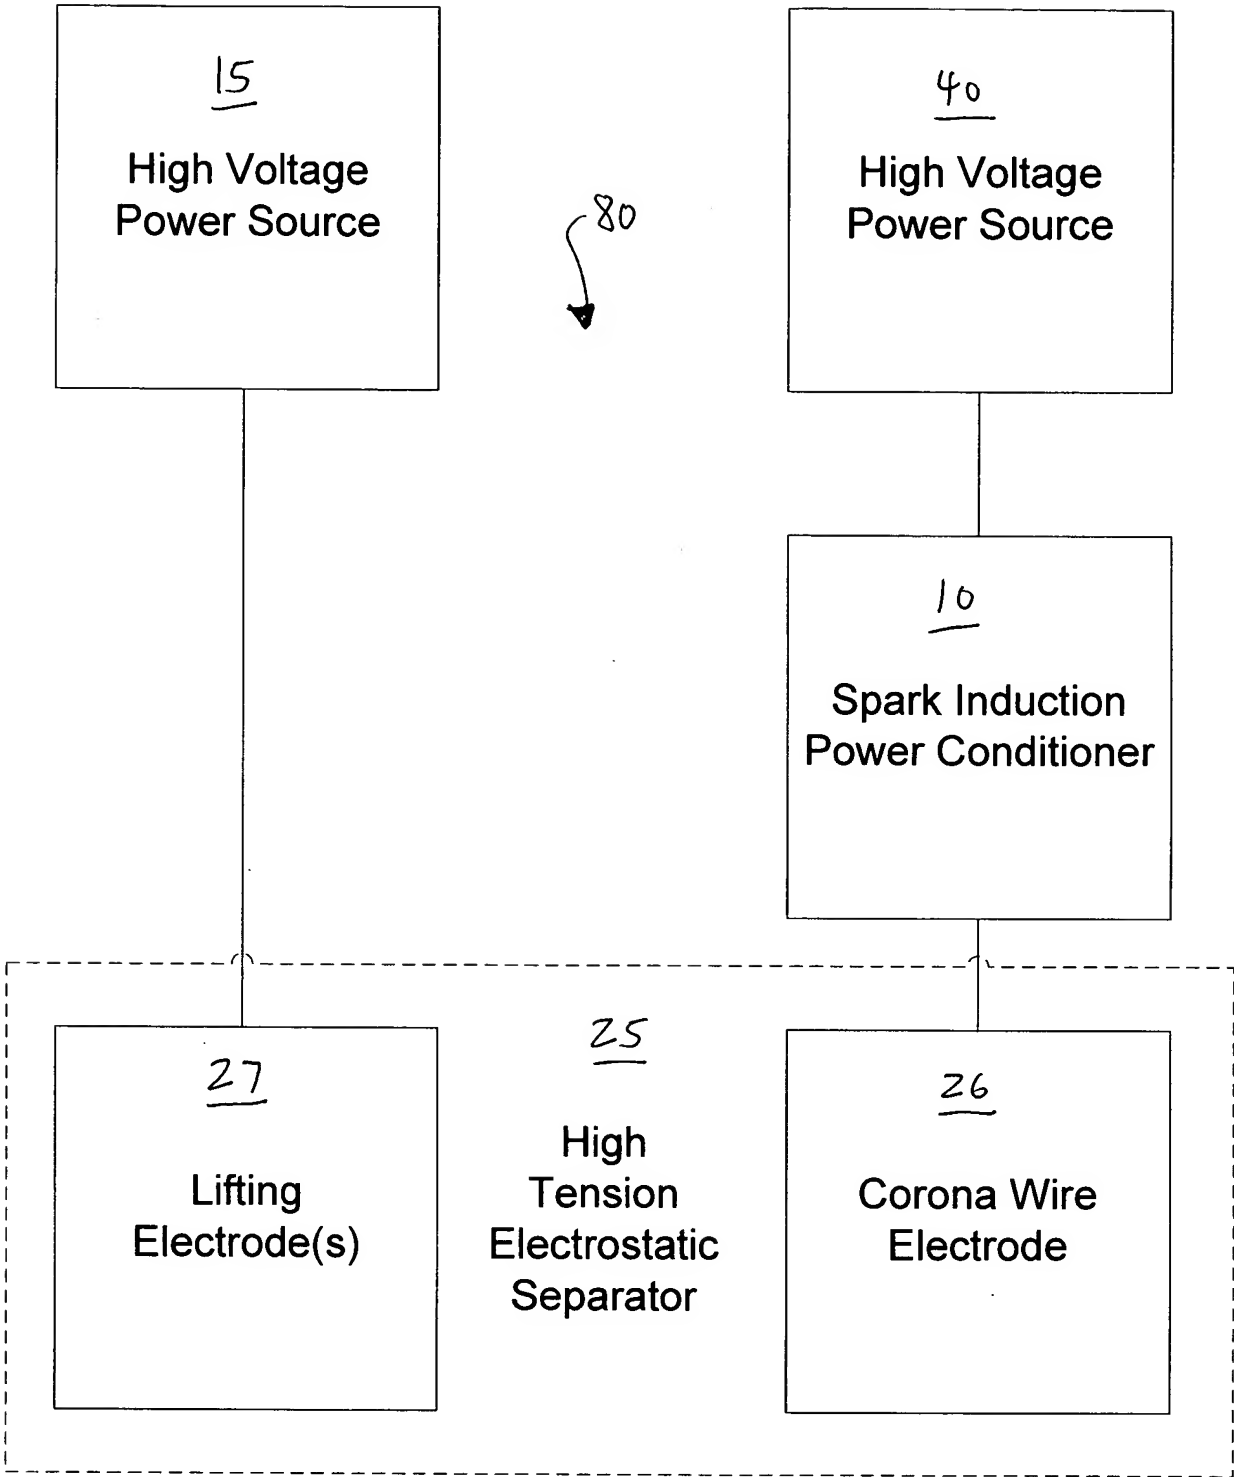 15
High Voltage
Power Source
80
40
High Voltage
Power Source
10
Spark Induction
Power Conditioner
27
Lifting
Electrode(s)
25
High
Tension
Electrostatic
Separator
26
Corona Wire
Electrode